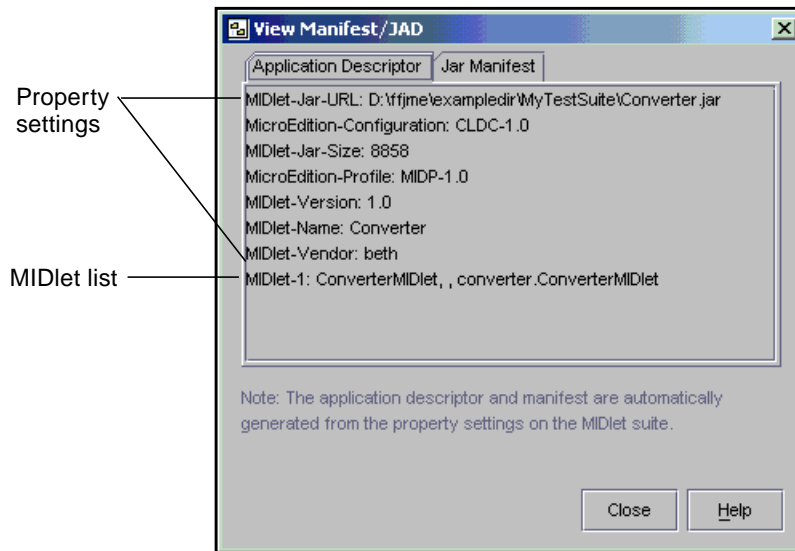 View Manifest/JAD
Application Descriptor
Jar Manifest
Property
settings
MIDlet list
MIDlet-Jar-URL: D:\ffjme\exampledir\MyTestSuite\Converter.jar
MicroEdition-Configuration: CLDC-1.0
MIDlet-Jar-Size: 8858
MicroEdition-Profile: MIDP-1.0
MIDlet-Version: 1.0
MIDlet-Name: Converter
MIDlet-Vendor: beth
MIDlet-1: ConverterMIDlet, , converter.ConverterMIDlet
Note: The application descriptor and manifest are automatically
generated from the property settings on the MIDlet suite.
Close
Help